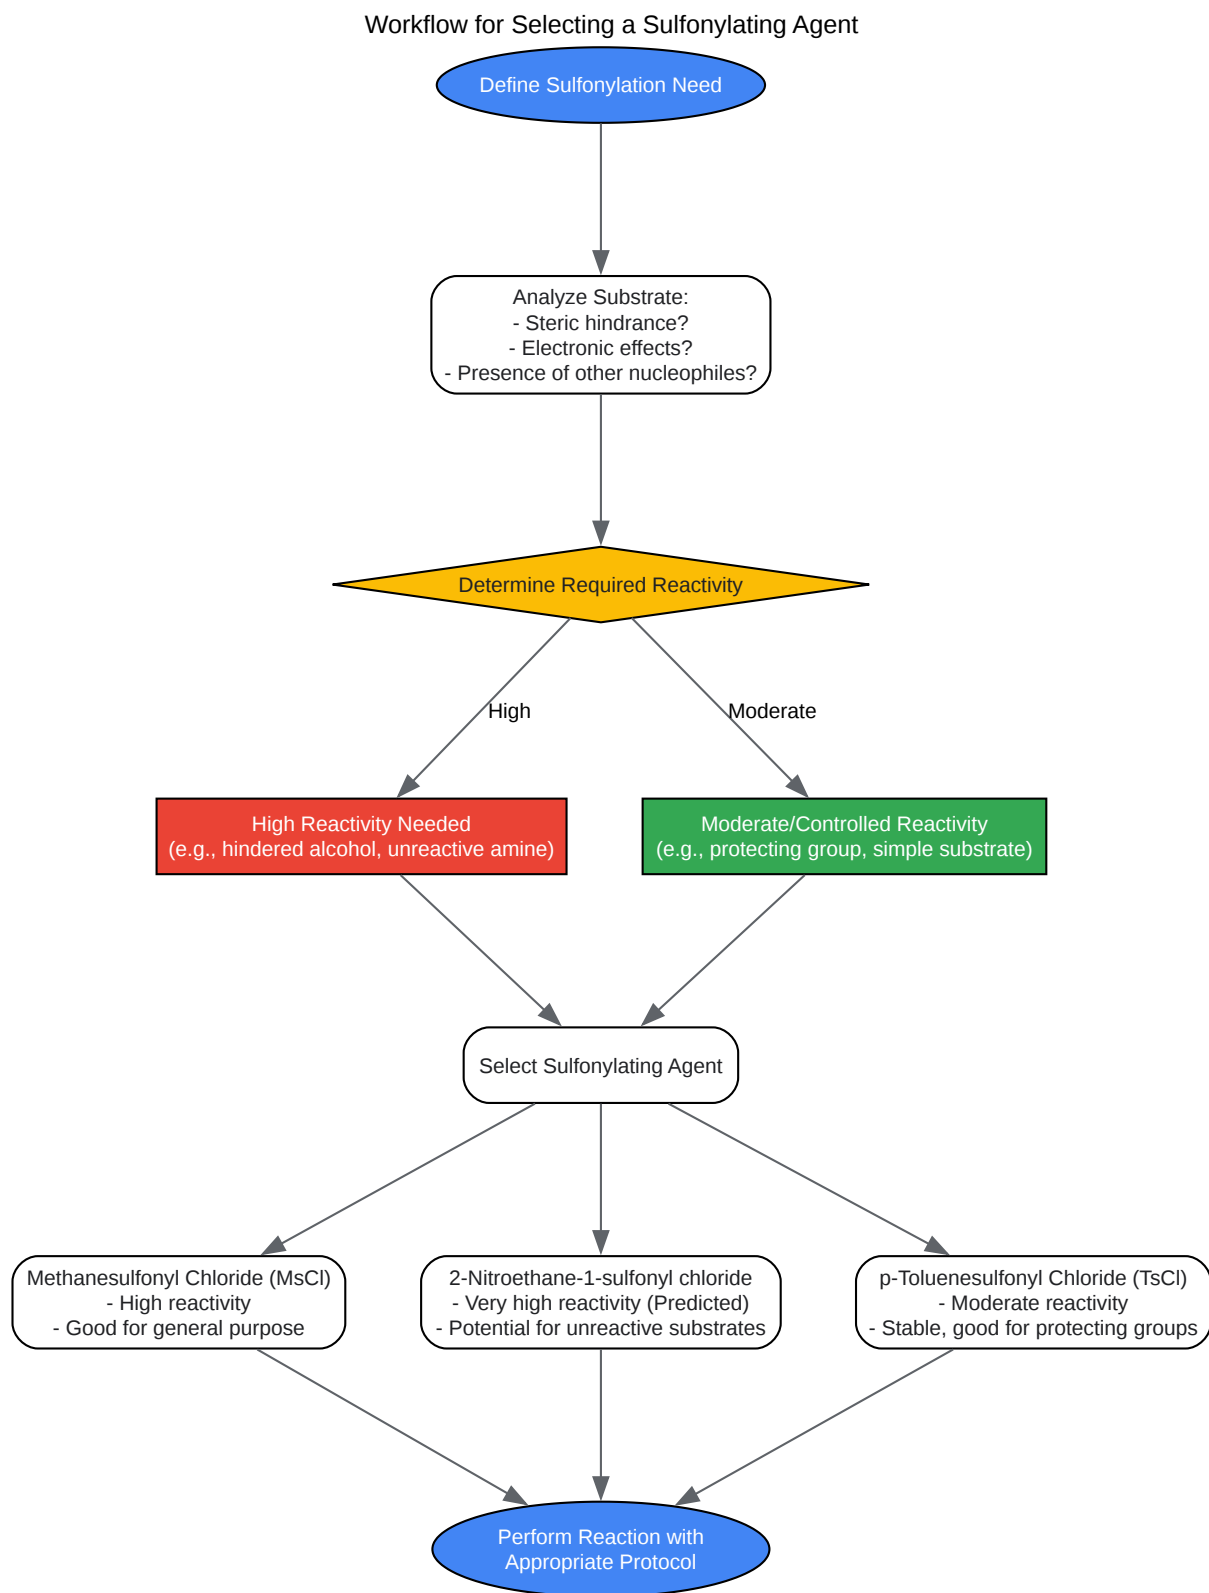 Workflow for Selecting a Sulfonylating Agent
Define Sulfonylation Need
Analyze Substrate:
- Steric hindrance?
- Electronic effects?
- Presence of other nucleophiles?
Determine Required Reactivity
High
Moderate
High Reactivity Needed
(e.g., hindered alcohol, unreactive amine)
Moderate/Controlled Reactivity
(e.g., protecting group, simple substrate)
Select Sulfonylating Agent
Methanesulfonyl Chloride (MsCl)
- High reactivity
- Good for general purpose
2-Nitroethane-1-sulfonyl chloride
- Very high reactivity (Predicted)
- Potential for unreactive substrates
p-Toluenesulfonyl Chloride (TsCl)
- Moderate reactivity
- Stable, good for protecting groups
Perform Reaction with
Appropriate Protocol